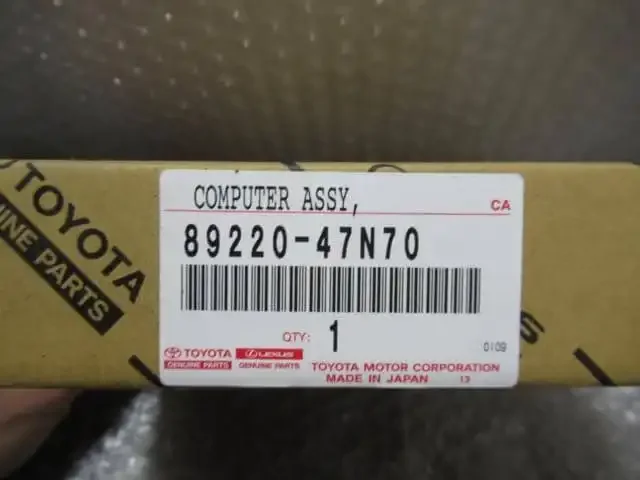 TOYOTA
GENUINE PARTS
COMPUTER ASSY,
CA
89220-47N70
QTY: 1
0109
TOYOTA LEXUS
GENUINE PARTS GENUINE PARTS
TOYOTA MOTOR CORPORATION
MADE IN JAPAN 13